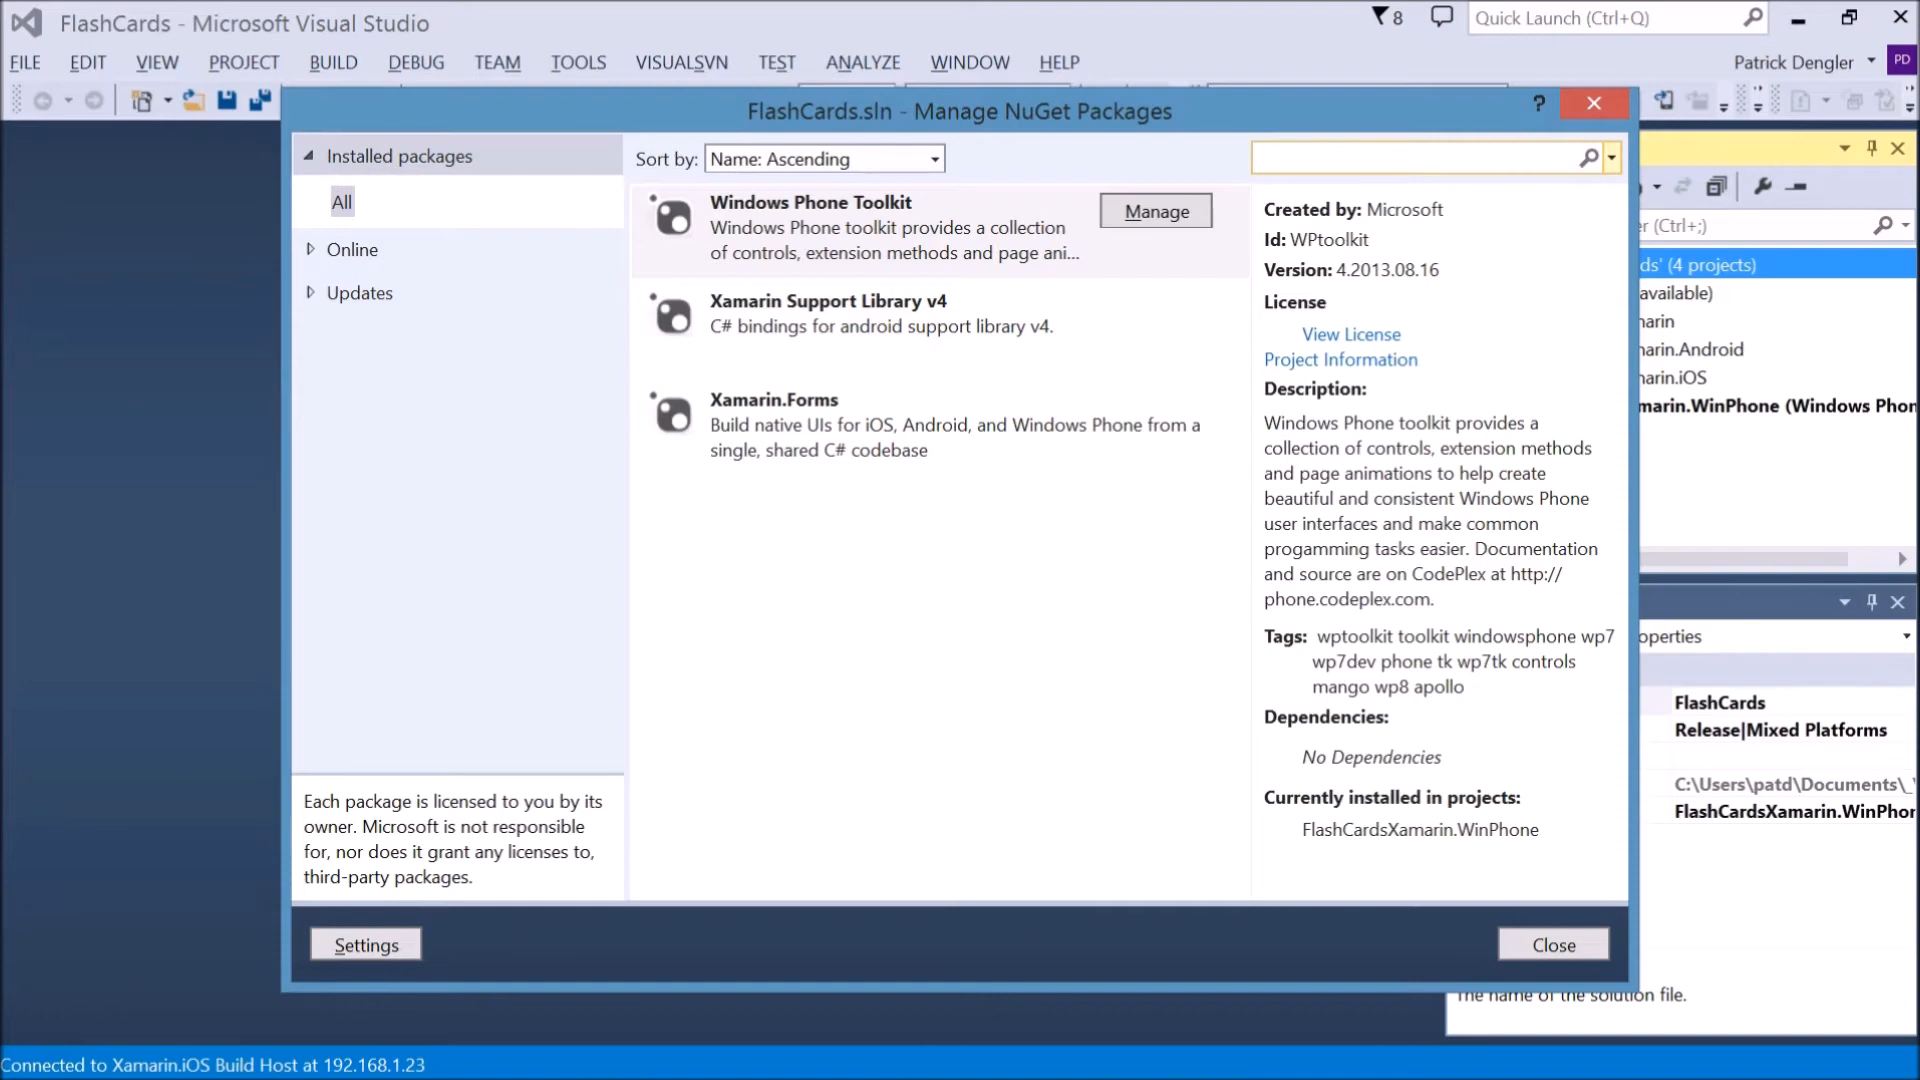 FlashCards - Microsoft Visual Studio
8
Quick Launch (Ctrl+Q)
FILE EDIT VIEW PROJECT BUILD DEBUG TEAM TOOLS VISUALSVN TEST ANALYZE WINDOW HELP
Patrick Dengler PD
FlashCards.sln - Manage NuGet Packages
?
Installed packages
All
Online
Updates
Each package is licensed to you by its
owner. Microsoft is not responsible
for, nor does it grant any licenses to,
third-party packages.
Sort by: Name: Ascending
Windows Phone Toolkit
Windows Phone toolkit provides a collection
of controls, extension methods and page ani...
Manage
Xamarin Support Library v4
C# bindings for android support library v4.
Xamarin.Forms
Build native UIs for iOS, Android, and Windows Phone from a
single, shared C# codebase
Created by: Microsoft
Id: WPtoolkit
Version: 4.2013.08.16
License
View License
Project Information
Description:
Windows Phone toolkit provides a
collection of controls, extension methods
and page animations to help create
beautiful and consistent Windows Phone
user interfaces and make common
progamming tasks easier. Documentation
and source are on CodePlex at http://
phone.codeplex.com.
Tags: wptoolkit toolkit windowsphone wp7
wp7dev phone tk wp7tk controls
mango wp8 apollo
Dependencies:
No Dependencies
Currently installed in projects:
FlashCardsXamarin.WinPhone
Settings
Close
er (Ctrl+;)
ds' (4 projects)
available)
marin
marin.Android
marin.iOS
marin.WinPhone (Windows Phon
operties
FlashCards
Release|Mixed Platforms
C:\Users\patd\Documents\_\
FlashCardsXamarin.WinPhor
The name of the solution file.
Connected to Xamarin.iOS Build Host at 192.168.1.23